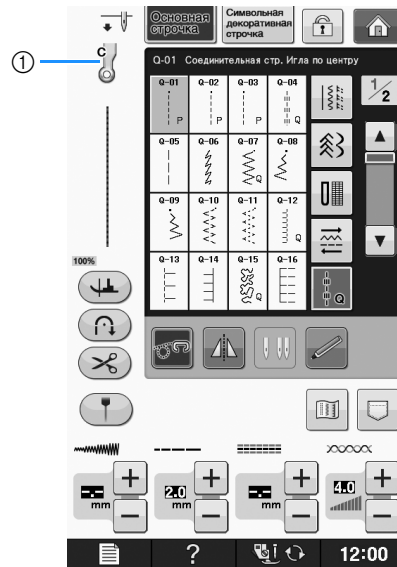 Основная
строчка
Символьная
декоративная
строчка
C
①
Q-01 Соединительная стр. Игла по центру
Q-01 Q-02 Q-03 Q-04
P P P Q
1/2
Q-05 Q-06 Q-07 Q-08
Q
Q-09 Q-10 Q-11 Q-12
Q
100%
Q-13 Q-14 Q-15 Q-16
Q
Q
-.- 2.0 -.- 4.0
mm mm mm
? i 12:00